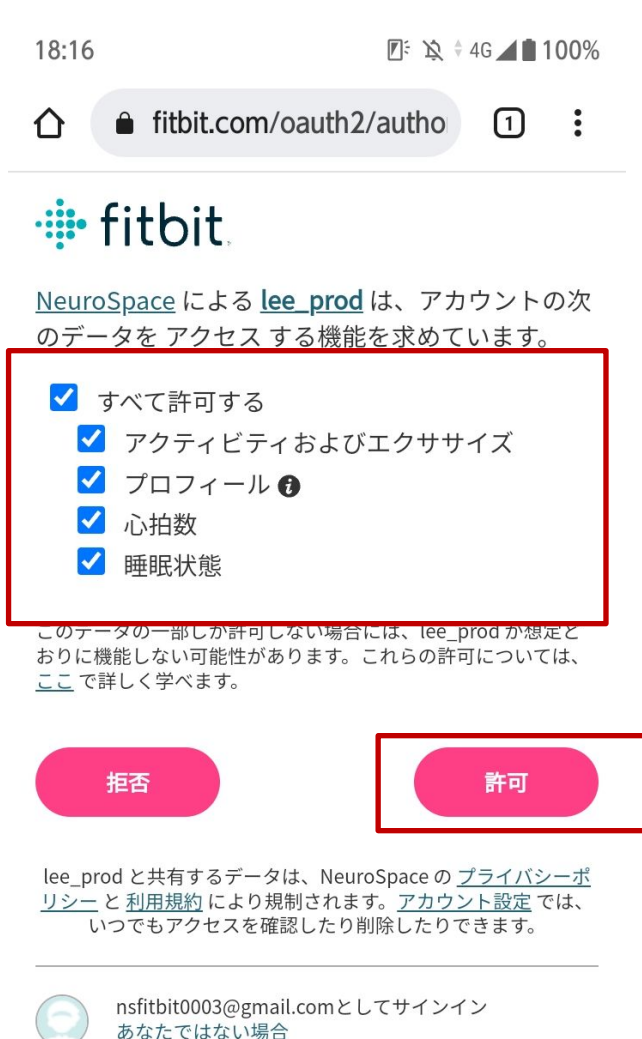 18:16 4G 100%
fitbit.com/oauth2/autho 1
fitbit
NeuroSpace による lee_prod は、アカウントの次
のデータを アクセス する機能を求めています。
すべて許可する
アクティビティおよびエクササイズ
プロフィール
心拍数
睡眠状態
このデータの一部しか許可しない場合には、lee_prod が想定と
おりに機能しない可能性があります。これらの許可については、
ここ で詳しく学べます。
拒否 許可
lee_prod と共有するデータは、NeuroSpace の プライバシーポ
リシー と 利用規約 により規制されます。アカウント設定 では、
いつでもアクセスを確認したり削除したりできます。
nsfitbit0003@gmail.comとしてサインイン
あなたではない場合